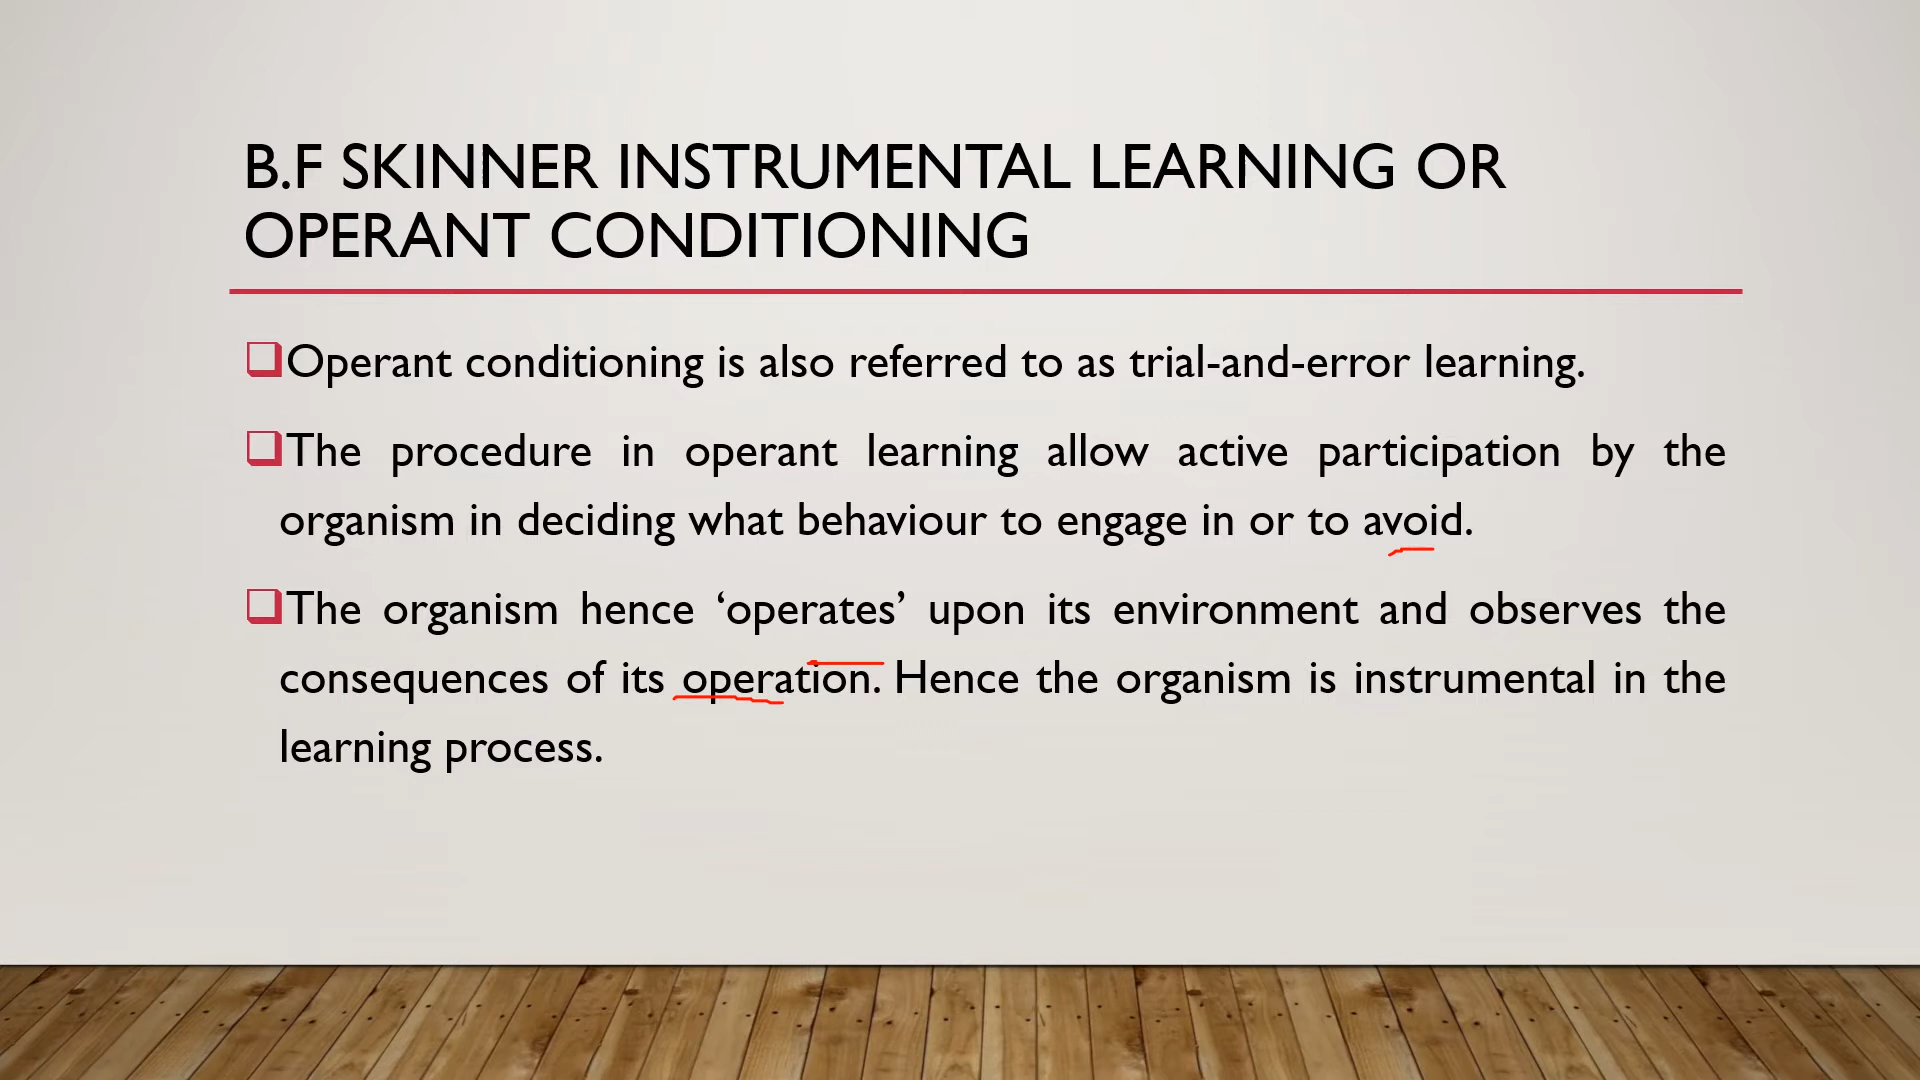 B.F SKINNER INSTRUMENTAL LEARNING OR
OPERANT CONDITIONING
Operant conditioning is also referred to as trial-and-error learning.
The procedure in operant learning allow active participation by the
organism in deciding what behaviour to engage in or to avoid.
The organism hence ‘operates’ upon its environment and observes the
consequences of its operation. Hence the organism is instrumental in the
learning process.